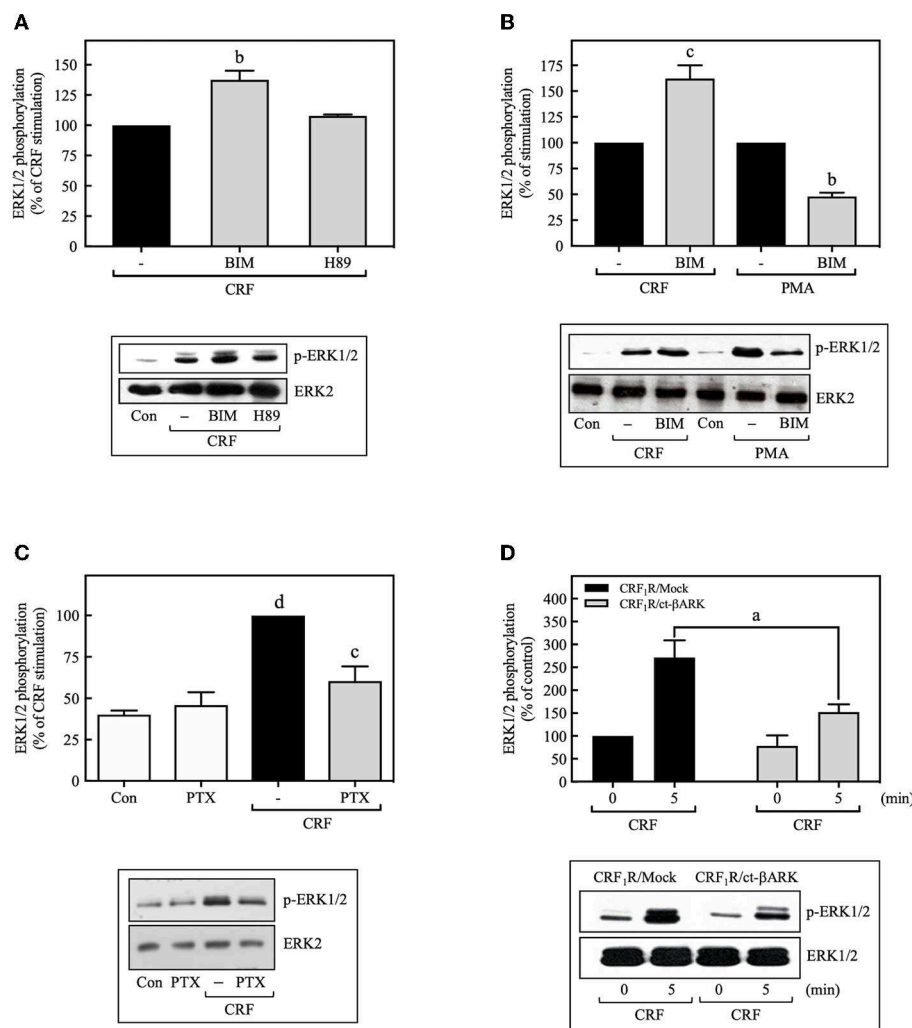 A
ERK1/2 phosphorylation
(% of CRF stimulation)
150
125
100
75
50
25
0
b
- BIM H89
CRF
p-ERK1/2
ERK2
Con – BIM H89
CRF
B
ERK1/2 phosphorylation
(% of stimulation)
175
150
125
100
75
50
25
0
c
b
- BIM - BIM
CRF PMA
p-ERK1/2
ERK2
Con – BIM Con – BIM
CRF PMA
C
ERK1/2 phosphorylation
(% of CRF stimulation)
100
75
50
25
0
d
c
Con PTX - PTX
CRF
p-ERK1/2
ERK2
Con PTX – PTX
CRF
D
ERK1/2 phosphorylation
(% of control)
400
350
300
250
200
150
100
50
0
CRF₁R/Mock
CRF₁R/ct-βARK
a
0 5 0 5 (min)
CRF CRF
CRF₁R/Mock CRF₁R/ct-βARK
p-ERK1/2
ERK1/2
0 5 0 5 (min)
CRF CRF